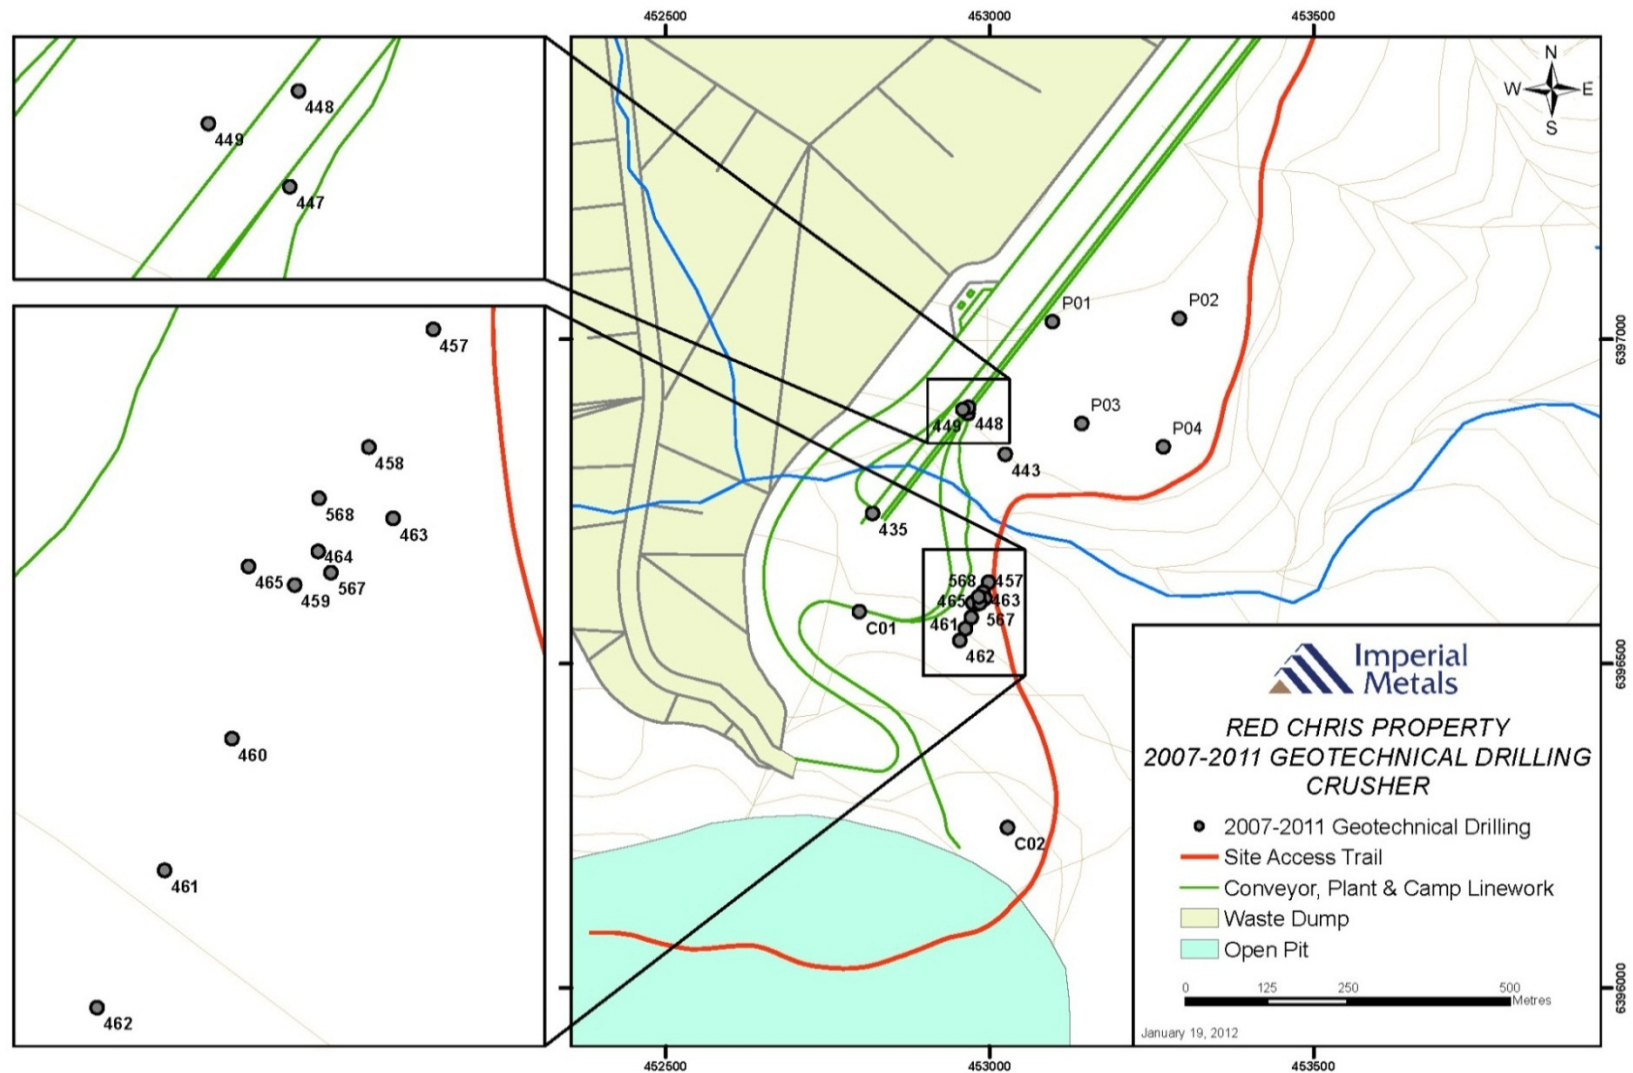 452500
453000
453500
448
449
447
N
W
E
S
P01
P02
6397000
P03
P04
449
448
443
435
457
458
568
463
464
465
567
459
460
461
462
568
457
465
463
461
567
462
C01
C02
6396500
6396000
Imperial
Metals
RED CHRIS PROPERTY
2007-2011 GEOTECHNICAL DRILLING
CRUSHER
2007-2011 Geotechnical Drilling
Site Access Trail
Conveyor, Plant & Camp Linework
Waste Dump
Open Pit
0 125 250 500
Metres
January 19, 2012
452500
453000
453500